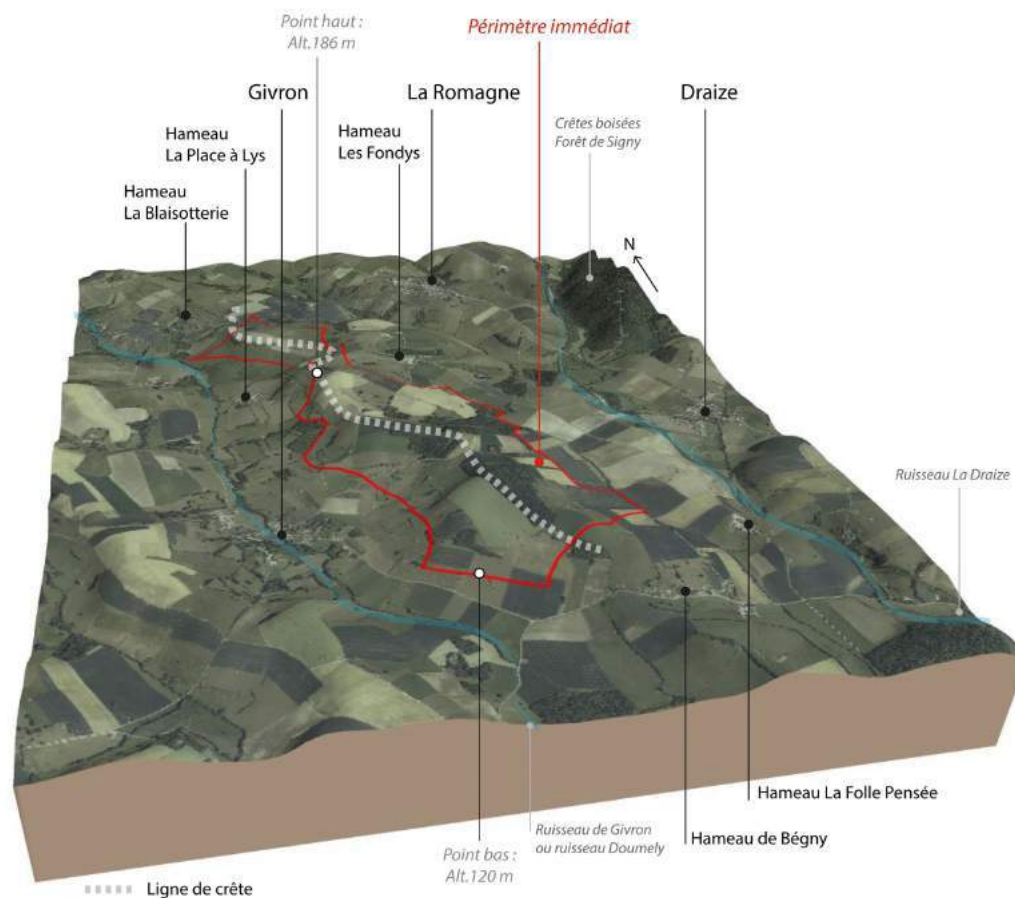 Point haut :
Alt.186 m
Périmètre immédiat
Givron
La Romagne
Draize
Hameau
La Place à Lys
Hameau
Les Fondys
Crêtes boisées
Forêt de Signy
Hameau
La Blaisotterie
N
Ruisseau La Draize
Hameau La Folle Pensée
Ruisseau de Givron
ou ruisseau Doumely
Hameau de Bégny
Point bas :
Alt.120 m
Ligne de crête